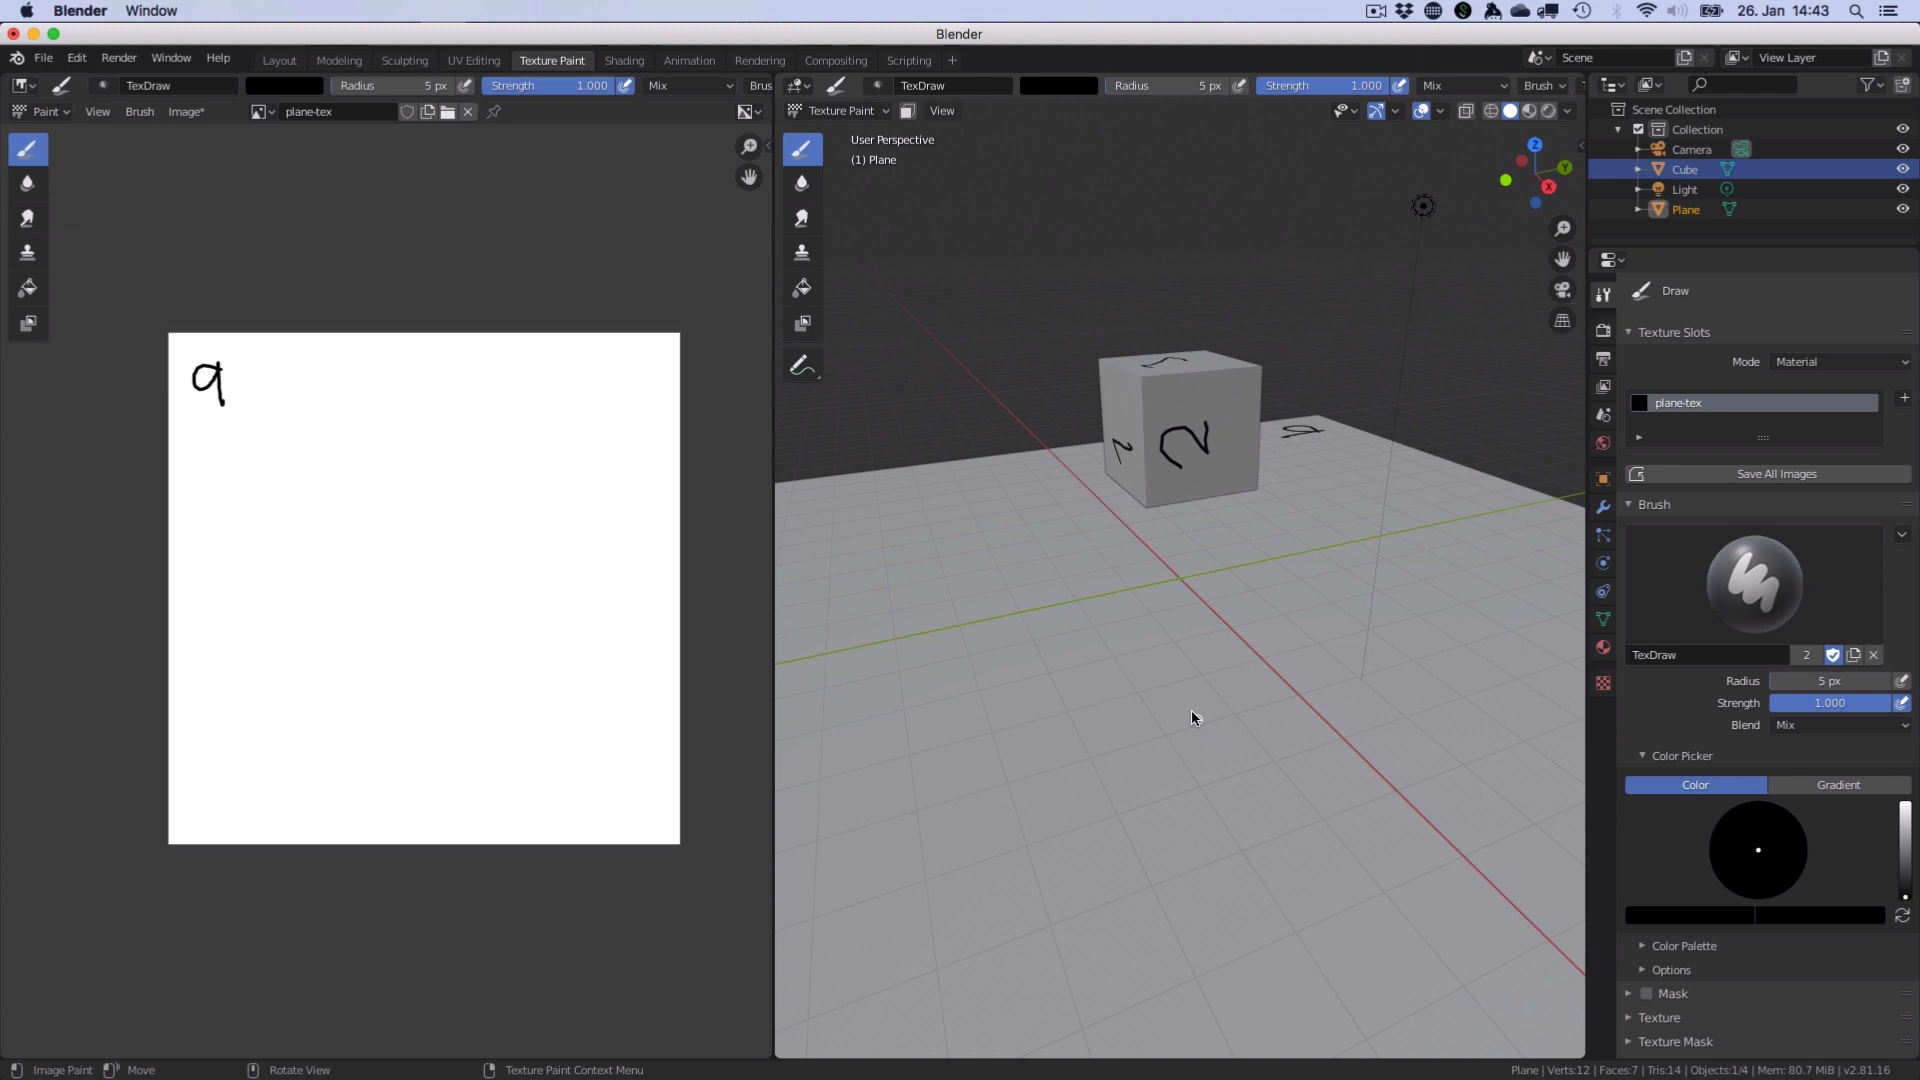 Blender Window 26. Jan 14:43
Blender
File Edit Render Window Help Layout Modeling Sculpting UV Editing Texture Paint Shading Animation Rendering Compositing Scripting + Scene View Layer
TexDraw Radius 5 px Strength 1.000 Mix Brus TexDraw Radius 5 px Strength 1.000 Mix Brush
Paint View Brush Image* plane-tex Texture Paint View
User Perspective
(1) Plane
Z
Y
X
9
2
Scene Collection
Collection
Camera
Cube
Light
Plane
Draw
Texture Slots
Mode Material
plane-tex
Save All Images
Brush
TexDraw 2
Radius 5 px
Strength 1.000
Blend Mix
Color Picker
Color Gradient
Color Palette
Options
Mask
Texture
Texture Mask
Image Paint Move Rotate View Texture Paint Context Menu Plane | Verts:12 | Faces:7 | Tris:14 | Objects:1/4 | Mem: 80.7 MiB | v2.81.16